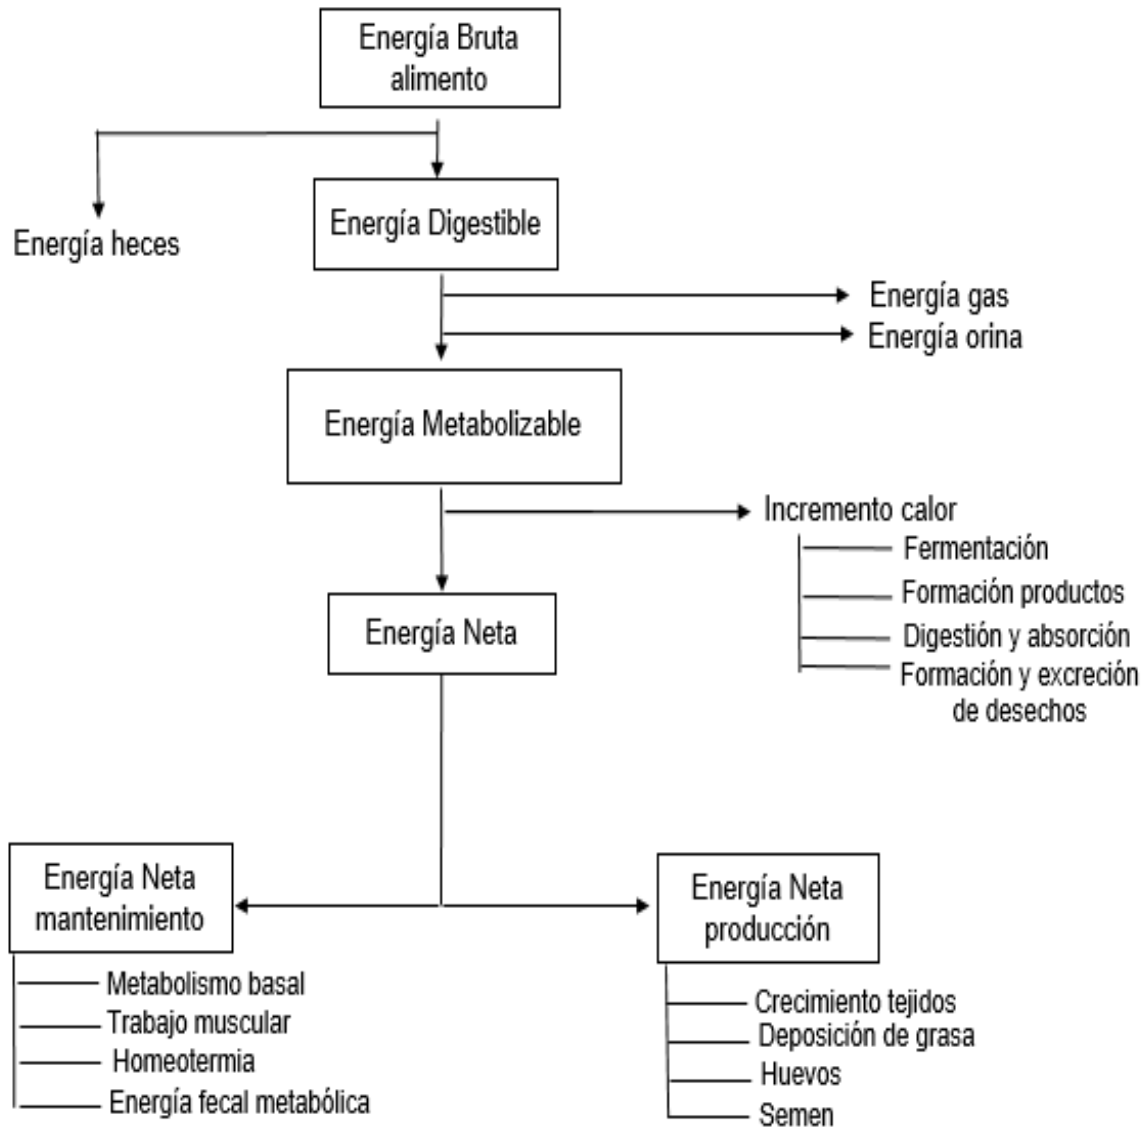 Energía Bruta
alimento
Energía Digestible
Energía heces
Energía gas
Energía orina
Energía Metabolizable
Incremento calor
Fermentación
Formación productos
Digestión y absorción
Formación y excreción
de desechos
Energía Neta
Energía Neta
mantenimiento
Metabolismo basal
Trabajo muscular
Homeotermia
Energía fecal metabólica
Energía Neta
producción
Crecimiento tejidos
Deposición de grasa
Huevos
Semen